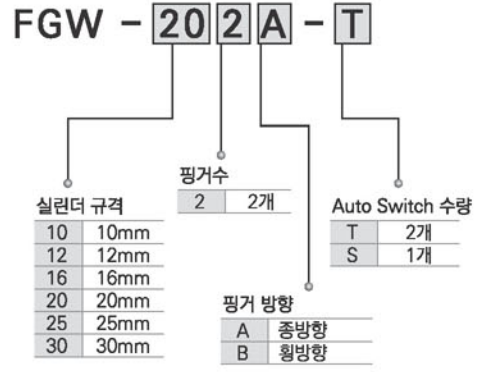 FGW - 20 2 A - T
핑거수
2 2개
실린더 규격
10 10mm
12 12mm
16 16mm
20 20mm
25 25mm
30 30mm
Auto Switch 수량
T 2개
S 1개
핑거 방향
A 종방향
B 횡방향